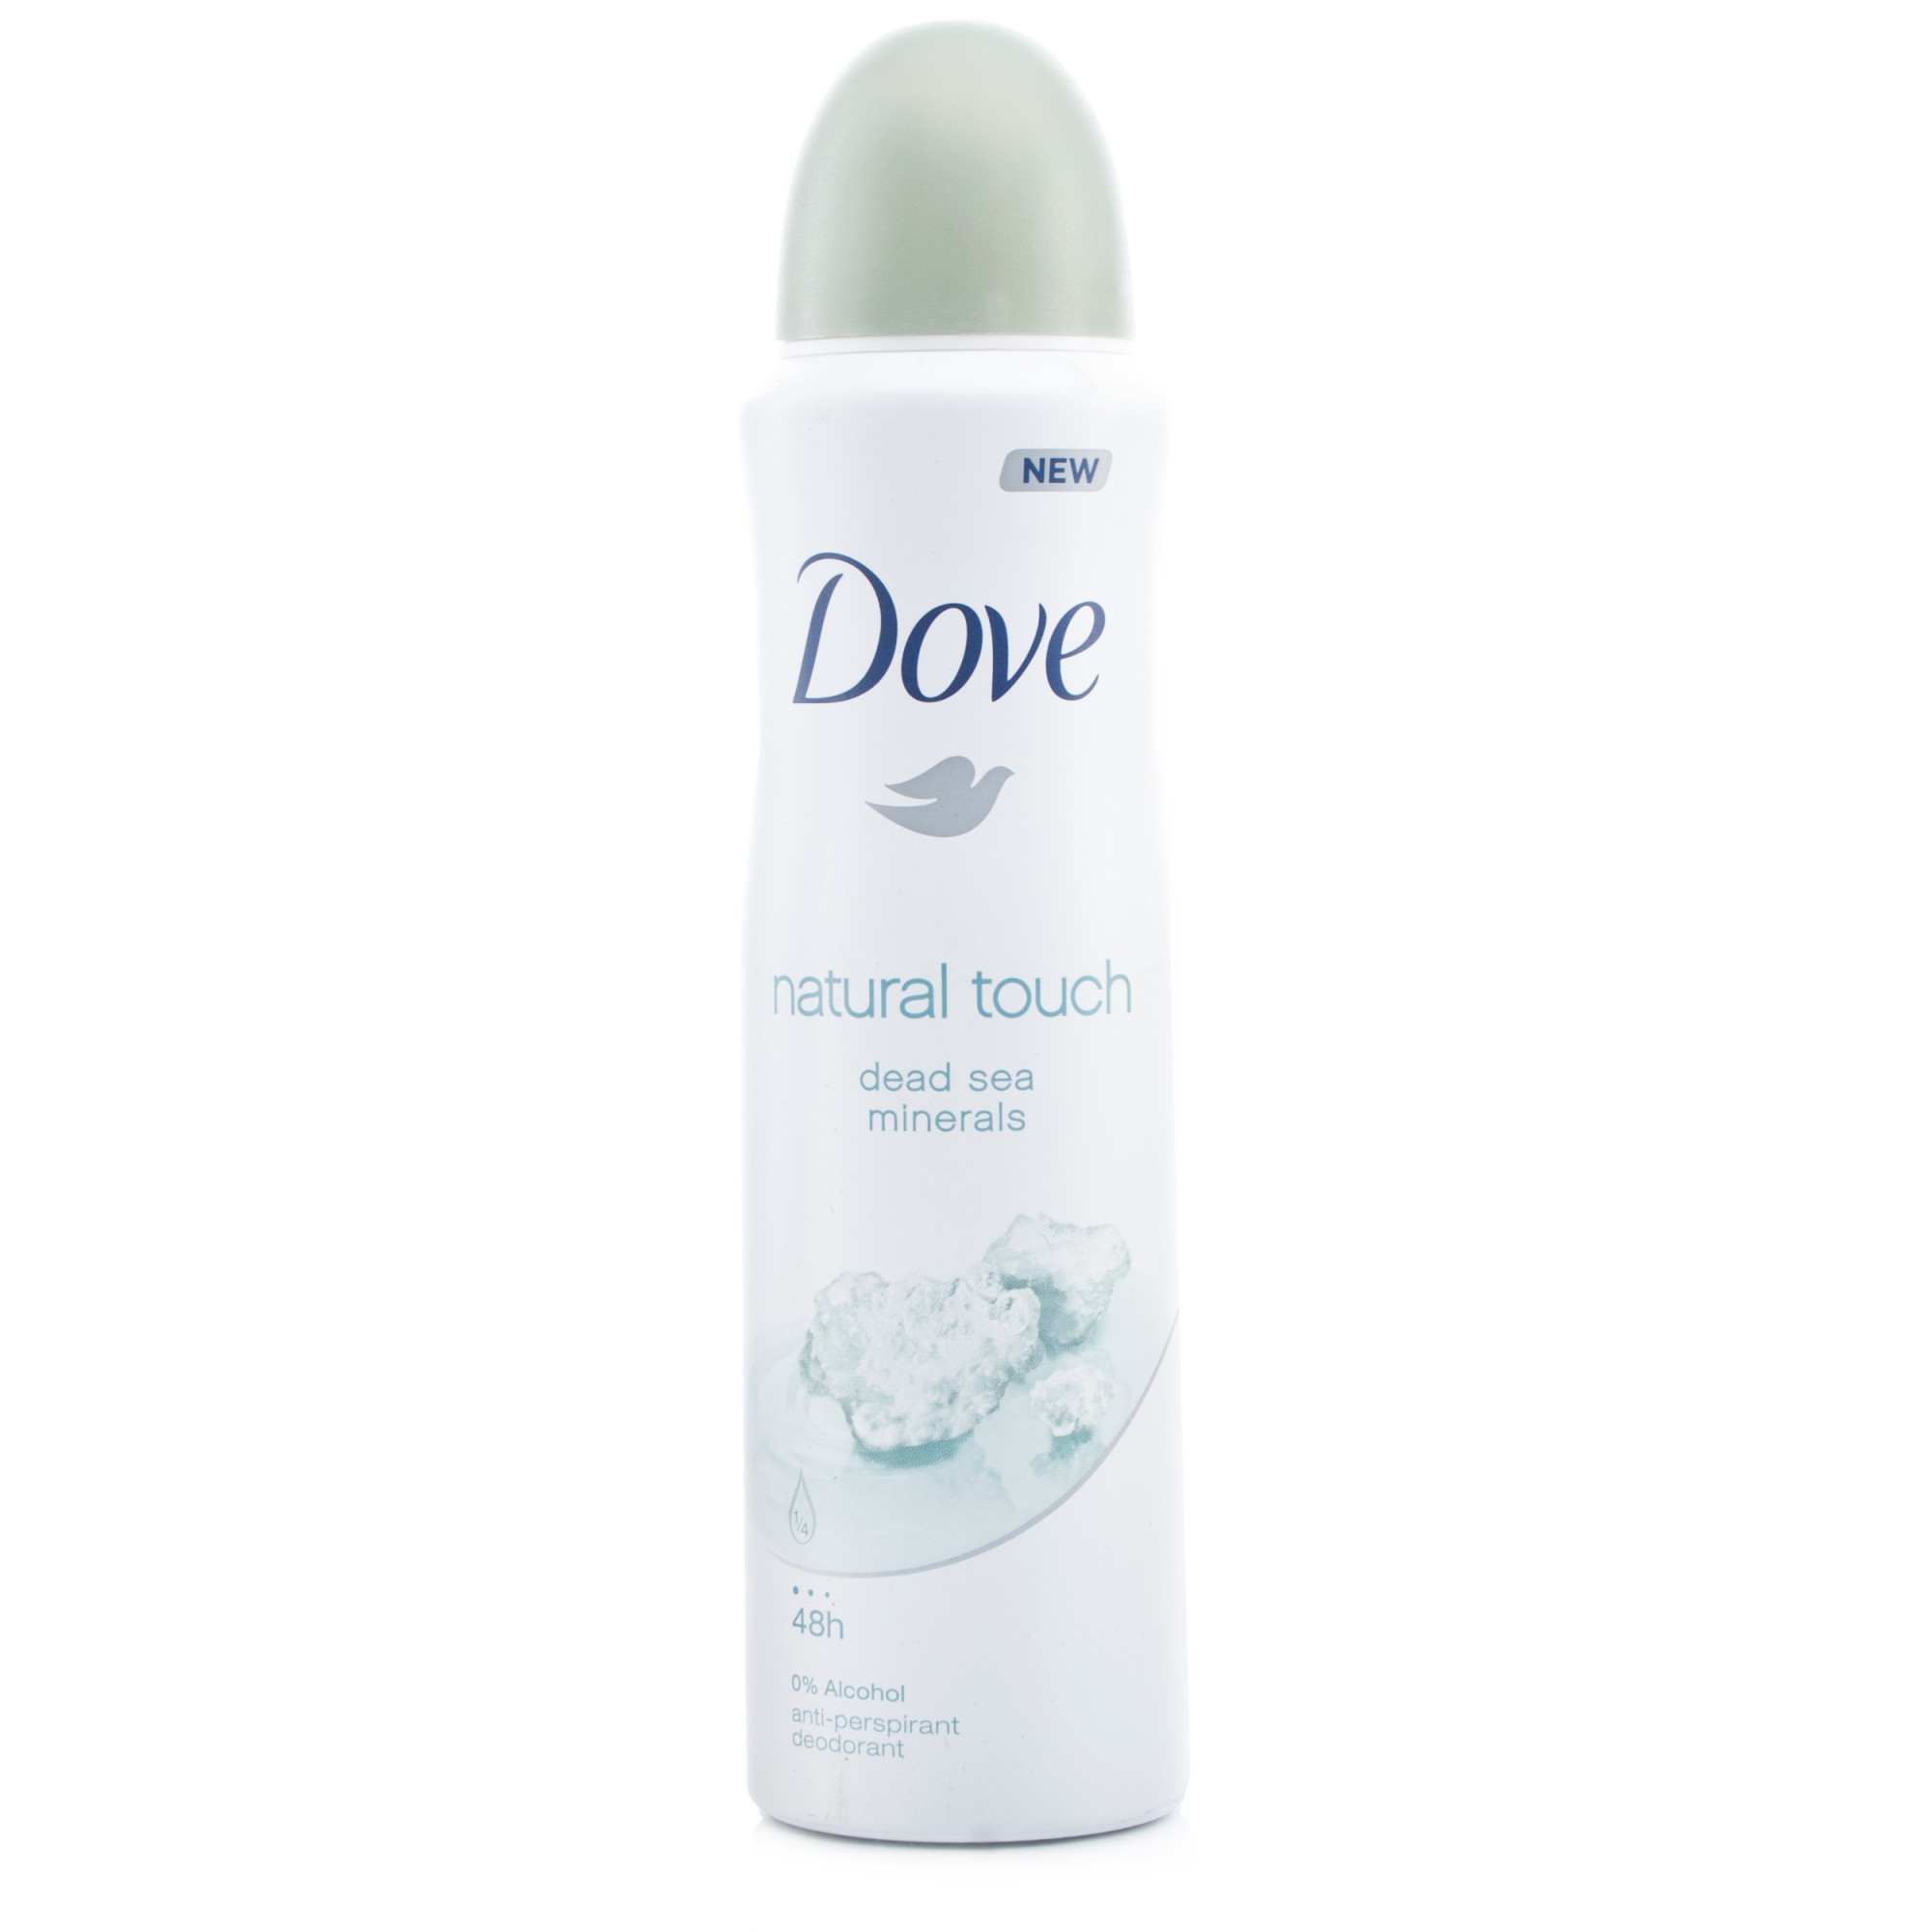 NEW
Dove
natural touch
dead sea
minerals
1/4
48h
0% Alcohol
anti-perspirant
deodorant